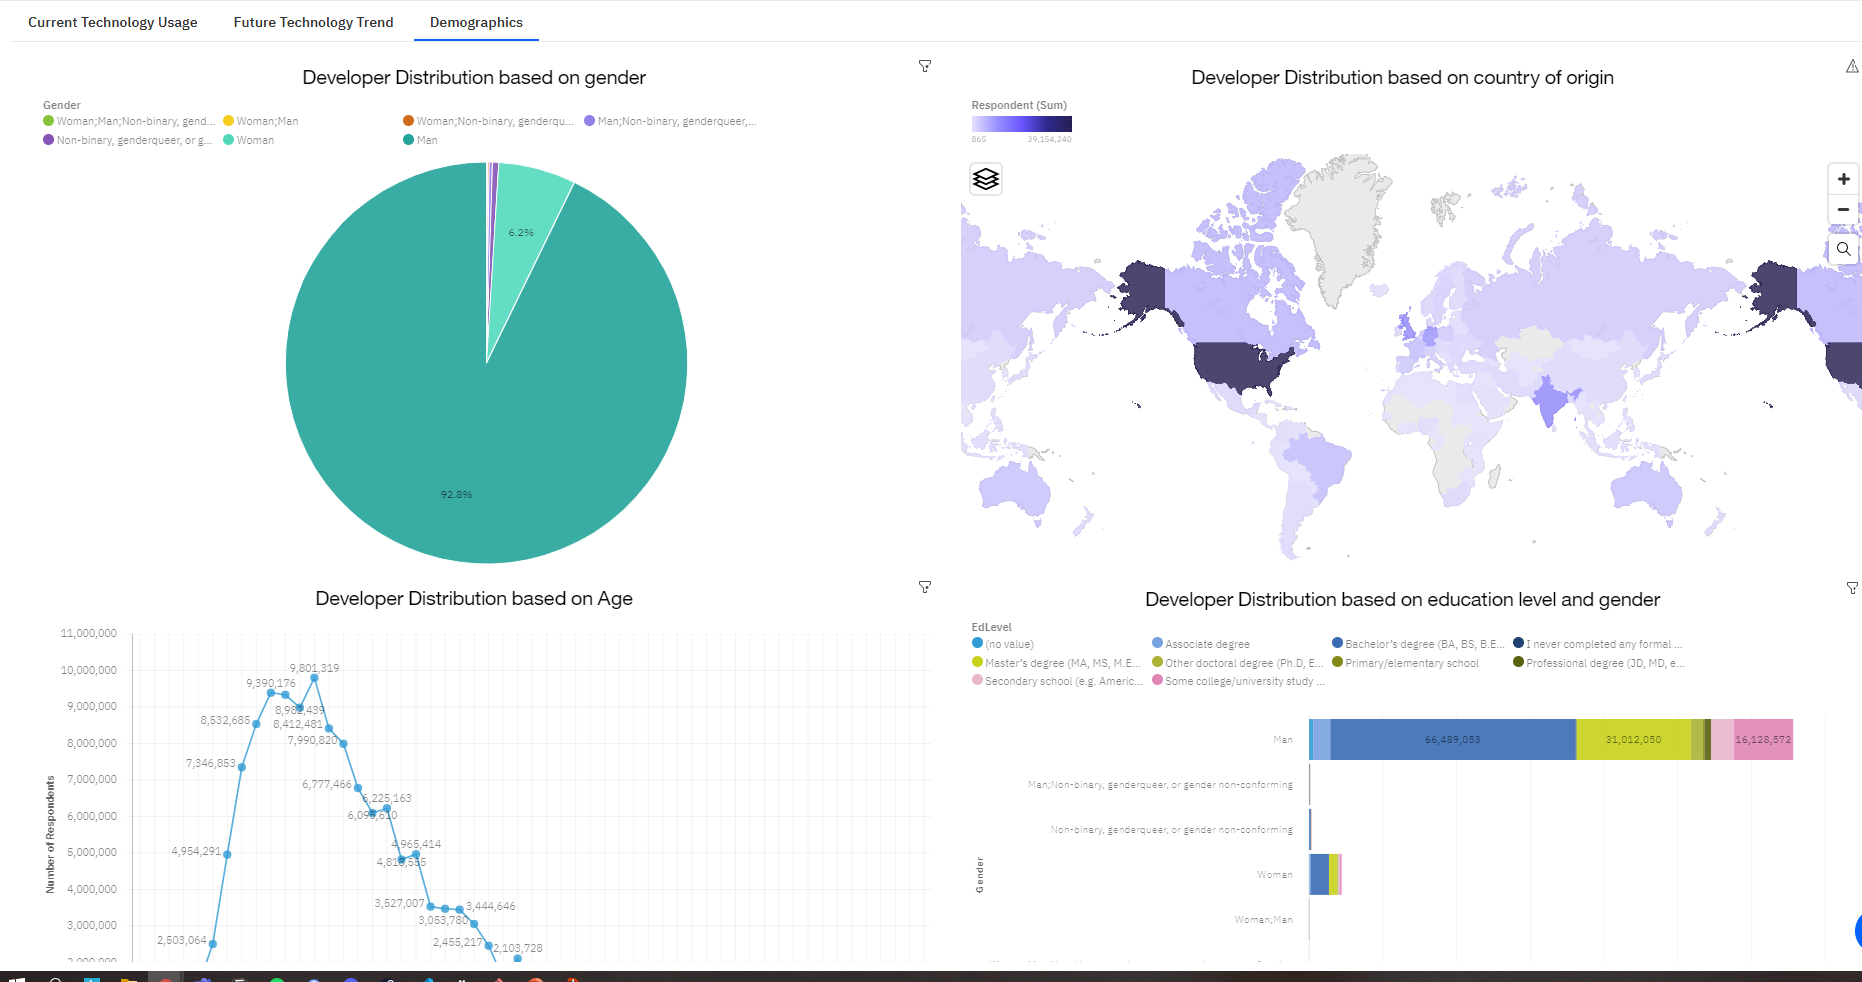 Current Technology Usage Future Technology Trend Demographics
Developer Distribution based on gender
Gender
Woman;Man;Non-binary, gend... Woman;Man Woman;Non-binary, genderqu... Man;Non-binary, genderqueer,...
Non-binary, genderqueer, or g... Woman Man
6.2%
92.8%
Developer Distribution based on country of origin
Respondent (Sum)
865 39,154,240
Developer Distribution based on Age
Number of Respondents
11,000,000
10,000,000
9,000,000
8,000,000
7,000,000
6,000,000
5,000,000
4,000,000
3,000,000
2,000,000
9,801,319
9,390,176
8,982,439
8,532,685
8,412,481
7,990,820
7,346,853
6,777,466
6,225,163
4,965,414
4,954,291
3,527,007
3,444,646
3,053,780
2,503,064
2,455,217
2,103,728
Developer Distribution based on education level and gender
EdLevel
(no value) Associate degree Bachelor's degree (BA, BS, B.E... I never completed any formal ...
Master's degree (MA, MS, M.E... Other doctoral degree (Ph.D, E... Primary/elementary school Professional degree (JD, MD, e...
Secondary school (e.g. Americ... Some college/university study ...
Gender
Man 66,489,053 31,012,050 16,128,572
Man;Non-binary, genderqueer, or gender non-conforming
Non-binary, genderqueer, or gender non-conforming
Woman
Woman;Man